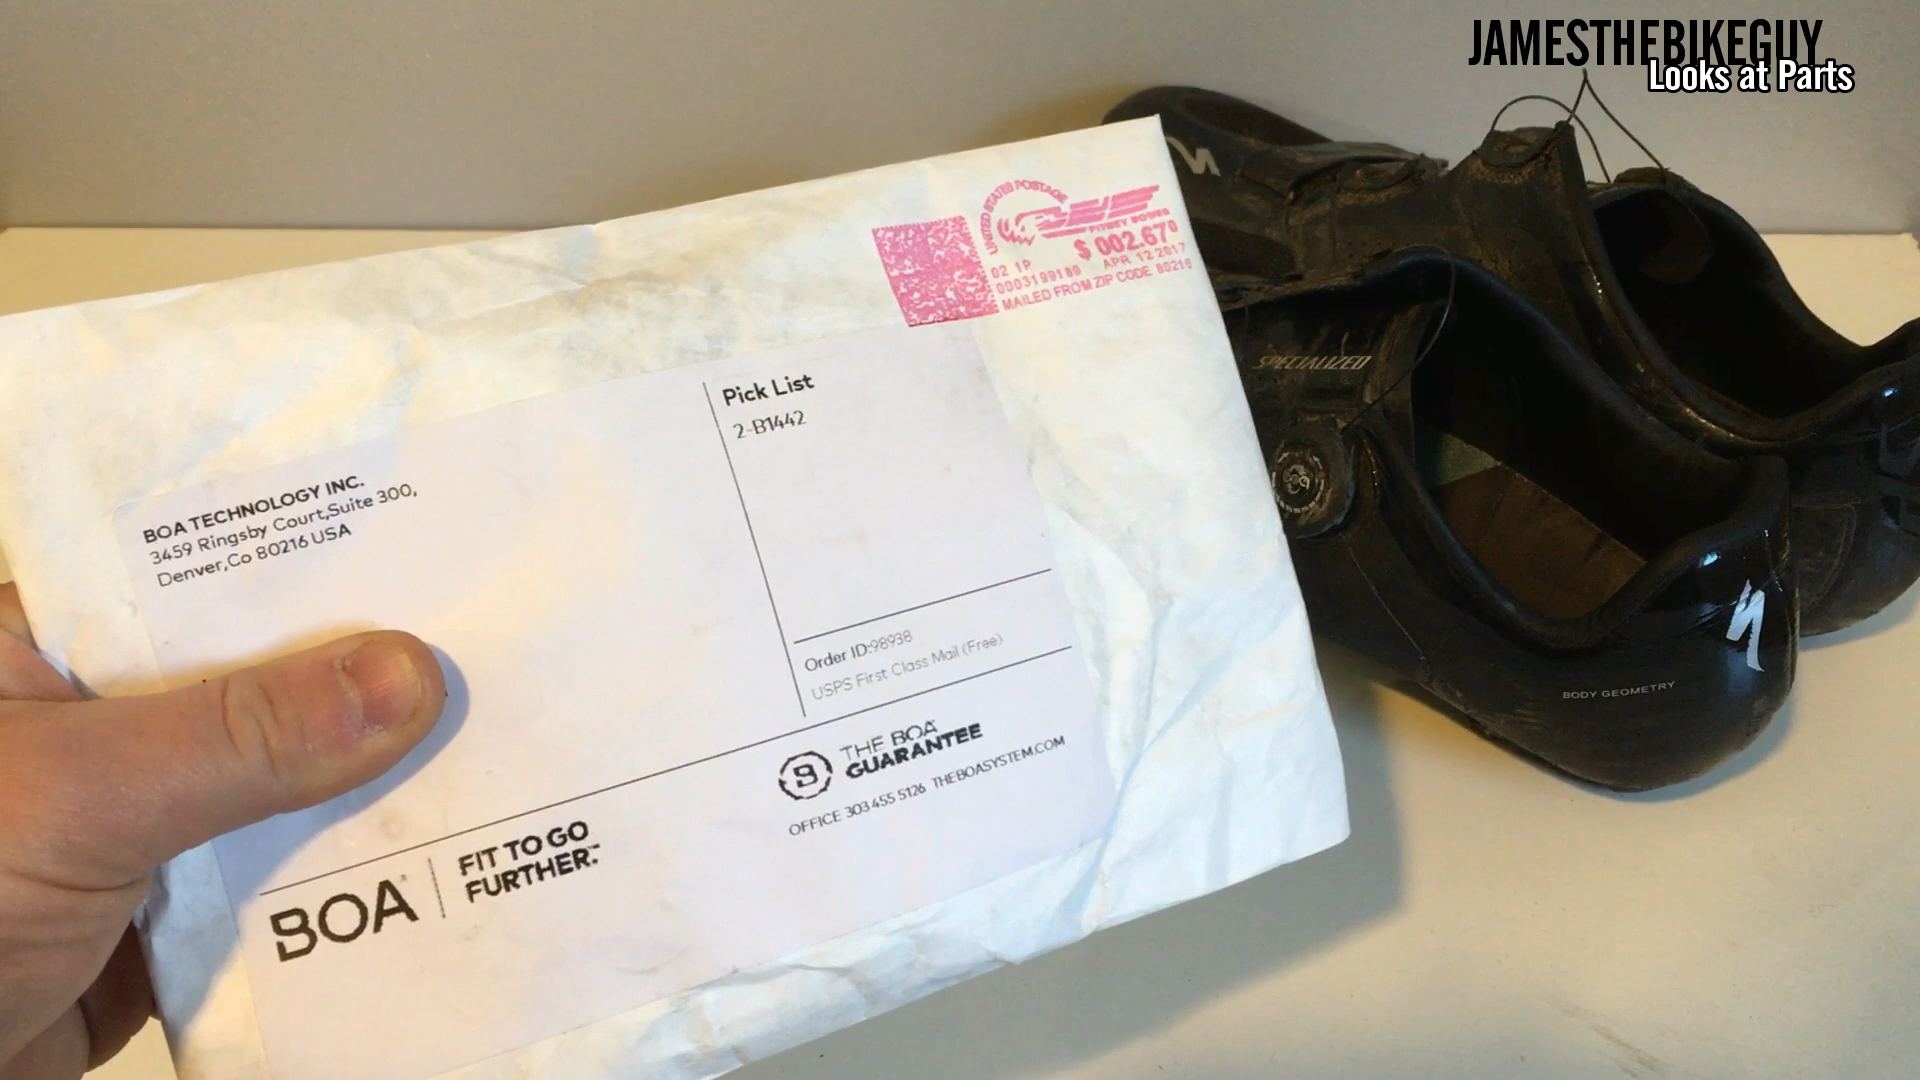 JAMESTHEBIKEGUY
Looks at Parts
UNITED STATES POSTAGE
PITNEY BOWES
$ 002.67⁰
02 1P
0003199189 APR 12 2017
MAILED FROM ZIP CODE 80216
Pick List
2-B1442
BOA TECHNOLOGY INC.
3459 Ringsby Court,Suite 300,
Denver,Co 80216 USA
Order ID:98938
USPS First Class Mail (Free)
THE BOA
GUARANTEE
OFFICE 303 455 5126 THEBOASYSTEM.COM
BOA
FIT TO GO
FURTHER.™
SPECIALIZED
BODY GEOMETRY